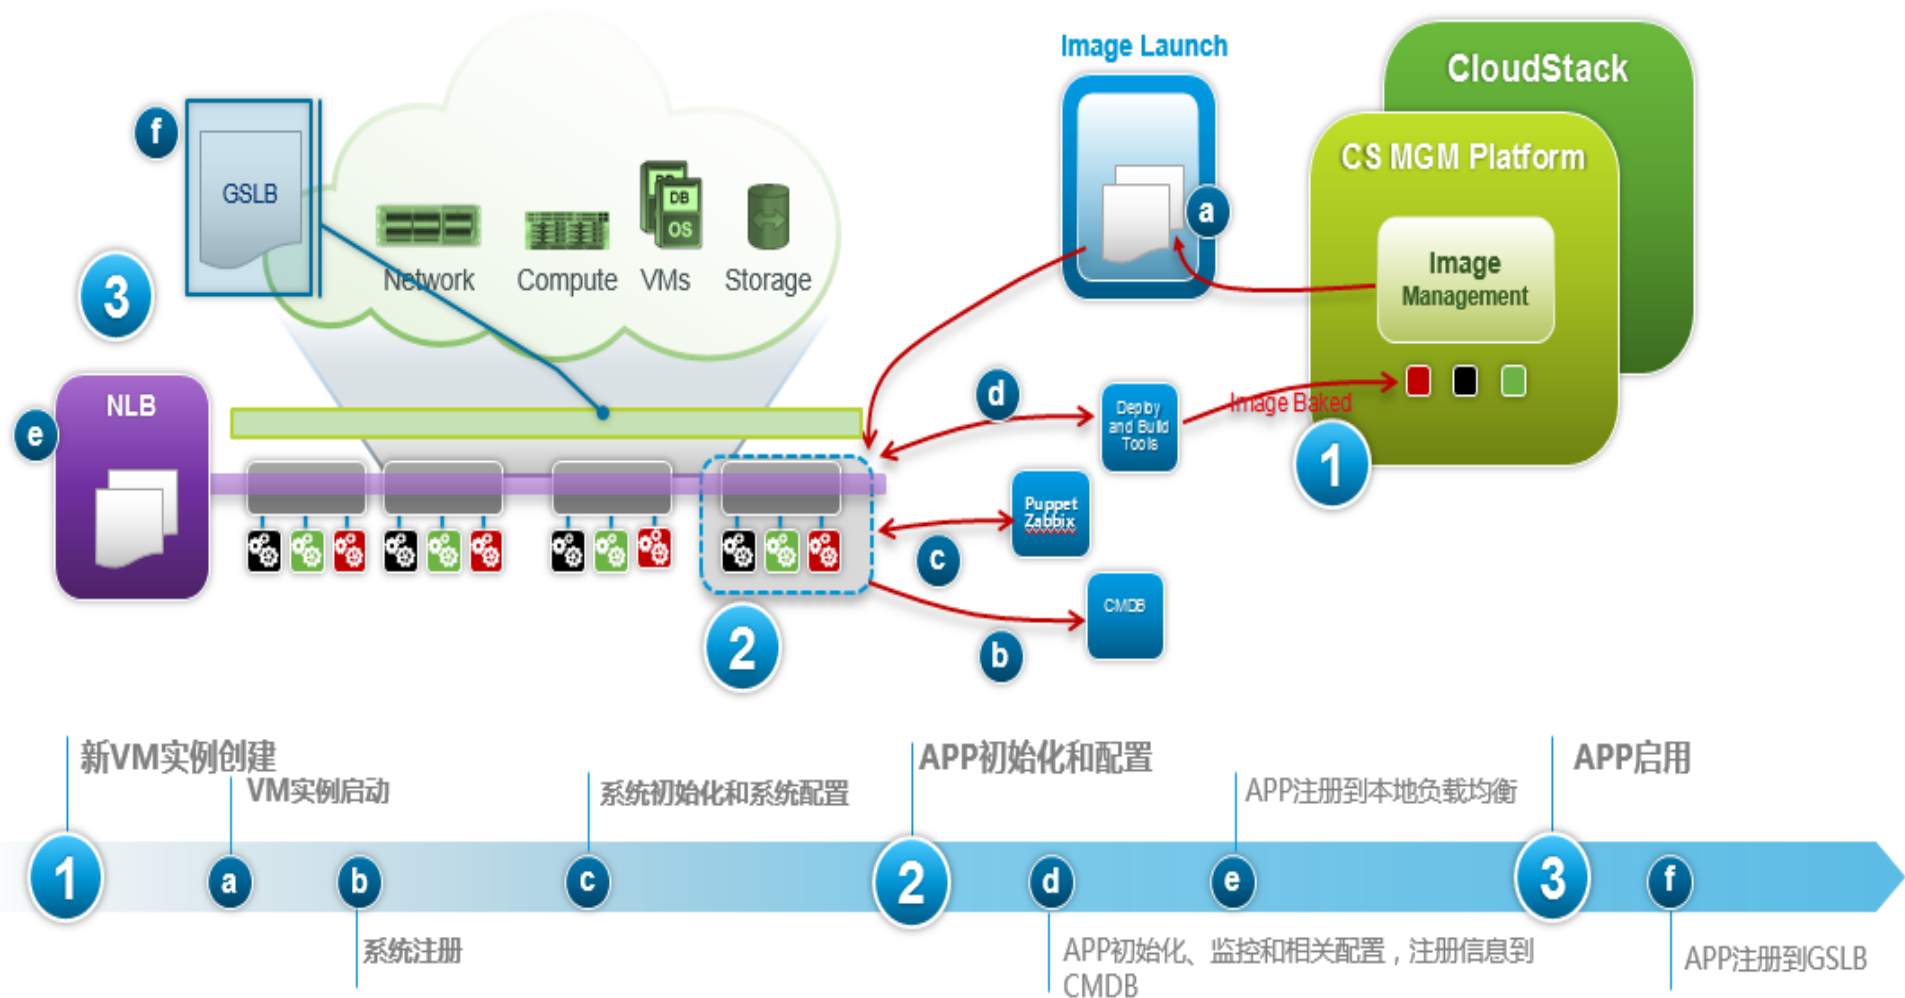 Image Launch
CloudStack
CS MGM Platform
Image
Management
a
f
GSLB
DB
DB
OS
Network
Compute
VMs
Storage
3
NLB
e
d
Deploy
and Build
Tools
Image Baked
1
Puppet
Zabbix
c
CMDB
b
2
新VM实例创建
VM实例启动
系统初始化和系统配置
APP初始化和配置
APP注册到本地负载均衡
APP启用
1
a
b
c
2
d
e
3
f
系统注册
APP初始化、监控和相关配置，注册信息到
CMDB
APP注册到GSLB